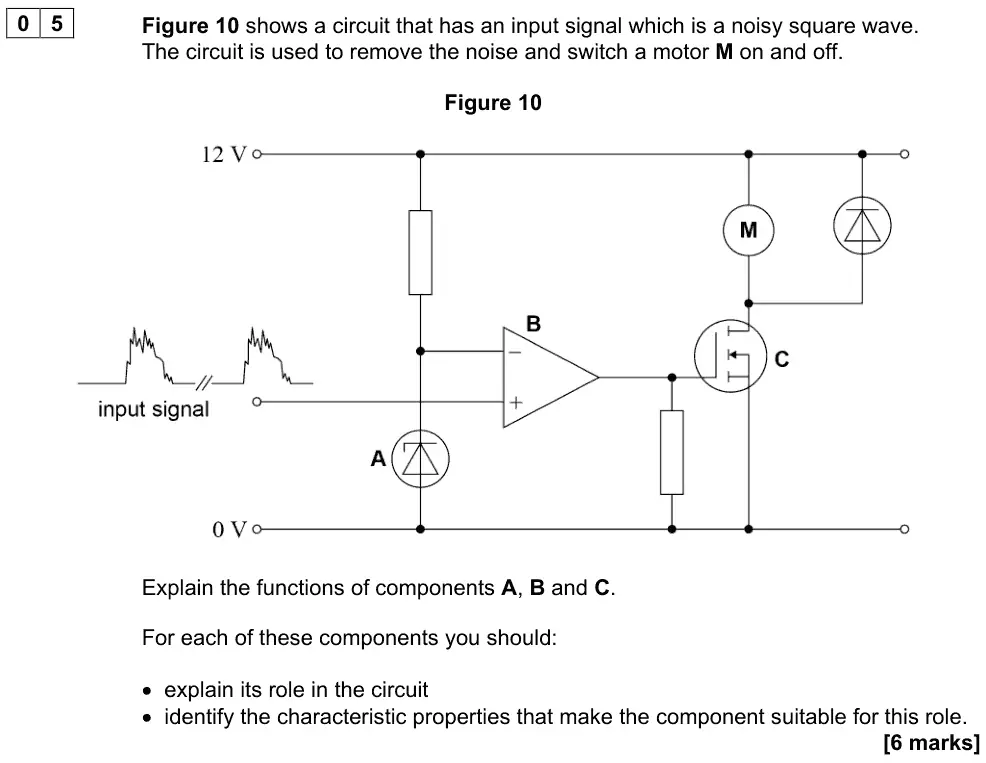 0 5
Figure 10 shows a circuit that has an input signal which is a noisy square wave.
The circuit is used to remove the noise and switch a motor M on and off.
Figure 10
12 V
M
B
C
−
+
input signal
A
0 V
Explain the functions of components A, B and C.
For each of these components you should:
• explain its role in the circuit
• identify the characteristic properties that make the component suitable for this role.
[6 marks]